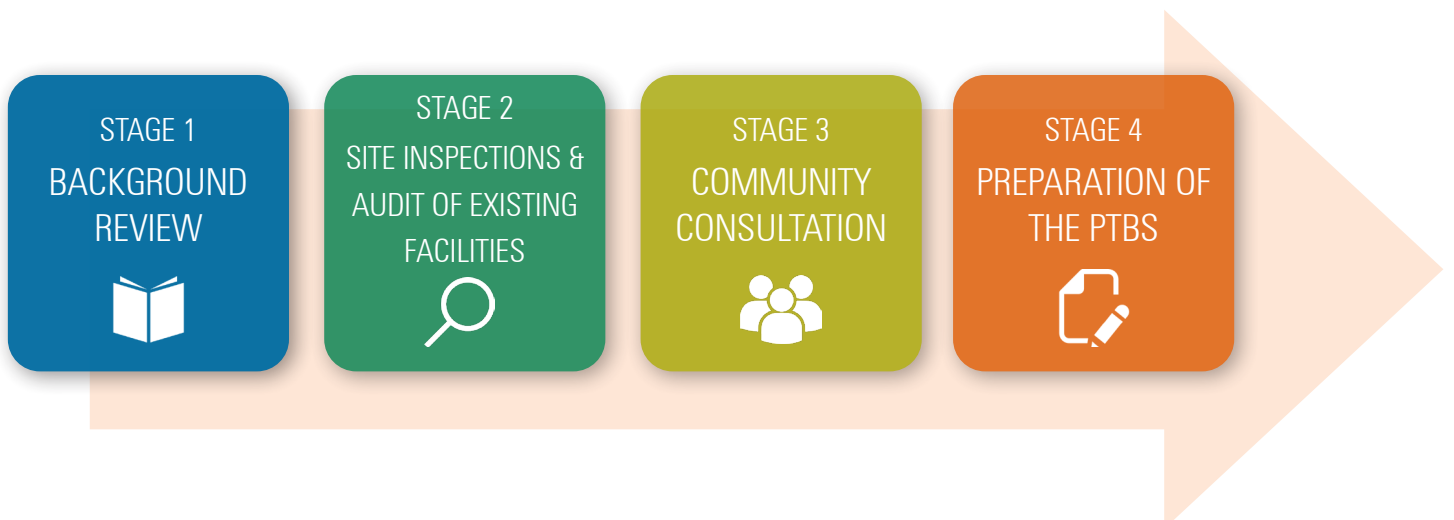 STAGE 1
BACKGROUND
REVIEW
STAGE 2
SITE INSPECTIONS &
AUDIT OF EXISTING
FACILITIES
STAGE 3
COMMUNITY
CONSULTATION
STAGE 4
PREPARATION OF
THE PTBS